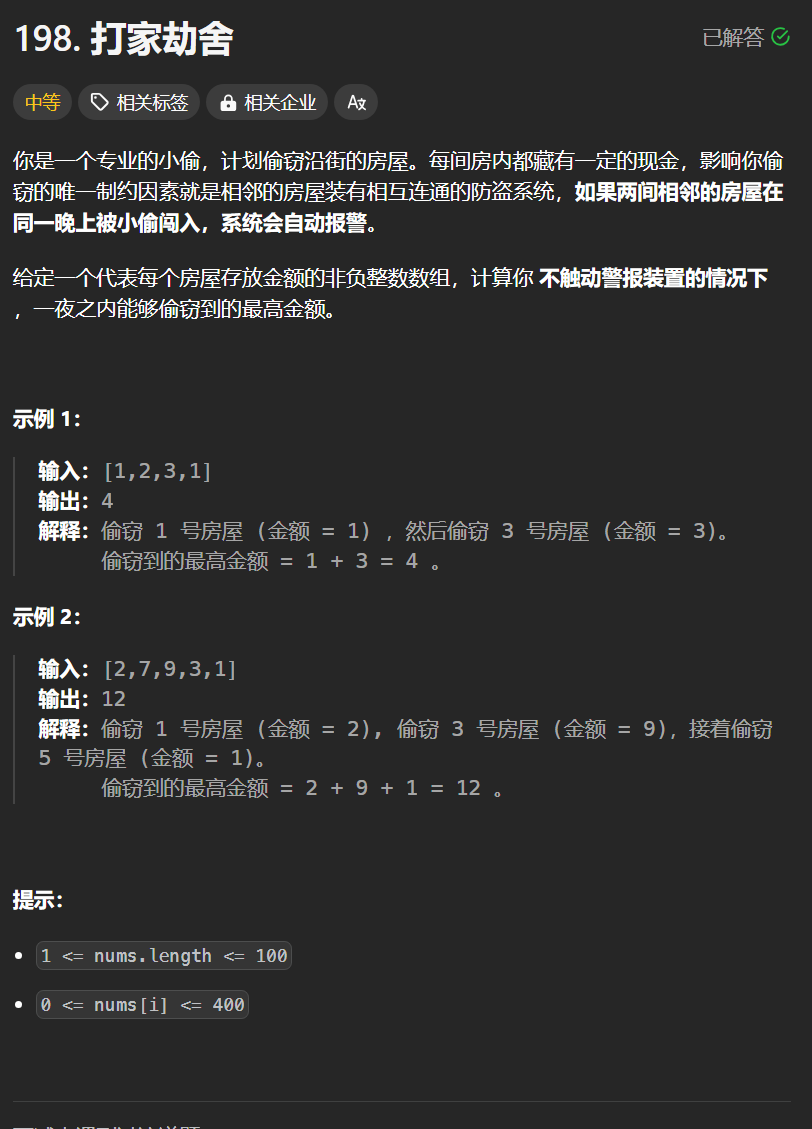 198. 打家劫舍
已解答
中等
相关标签
相关企业
你是一个专业的小偷，计划偷窃沿街的房屋。每间房内都藏有一定的现金，影响你偷
窃的唯一制约因素就是相邻的房屋装有相互连通的防盗系统，如果两间相邻的房屋在
同一晚上被小偷闯入，系统会自动报警。
给定一个代表每个房屋存放金额的非负整数数组，计算你 不触动警报装置的情况下
，一夜之内能够偷窃到的最高金额。
示例 1：
输入：[1,2,3,1]
输出：4
解释：偷窃 1 号房屋 (金额 = 1) ，然后偷窃 3 号房屋 (金额 = 3)。
偷窃到的最高金额 = 1 + 3 = 4 。
示例 2：
输入：[2,7,9,3,1]
输出：12
解释：偷窃 1 号房屋 (金额 = 2), 偷窃 3 号房屋 (金额 = 9)，接着偷窃
5 号房屋 (金额 = 1)。
偷窃到的最高金额 = 2 + 9 + 1 = 12 。
提示：
1 <= nums.length <= 100
0 <= nums[i] <= 400